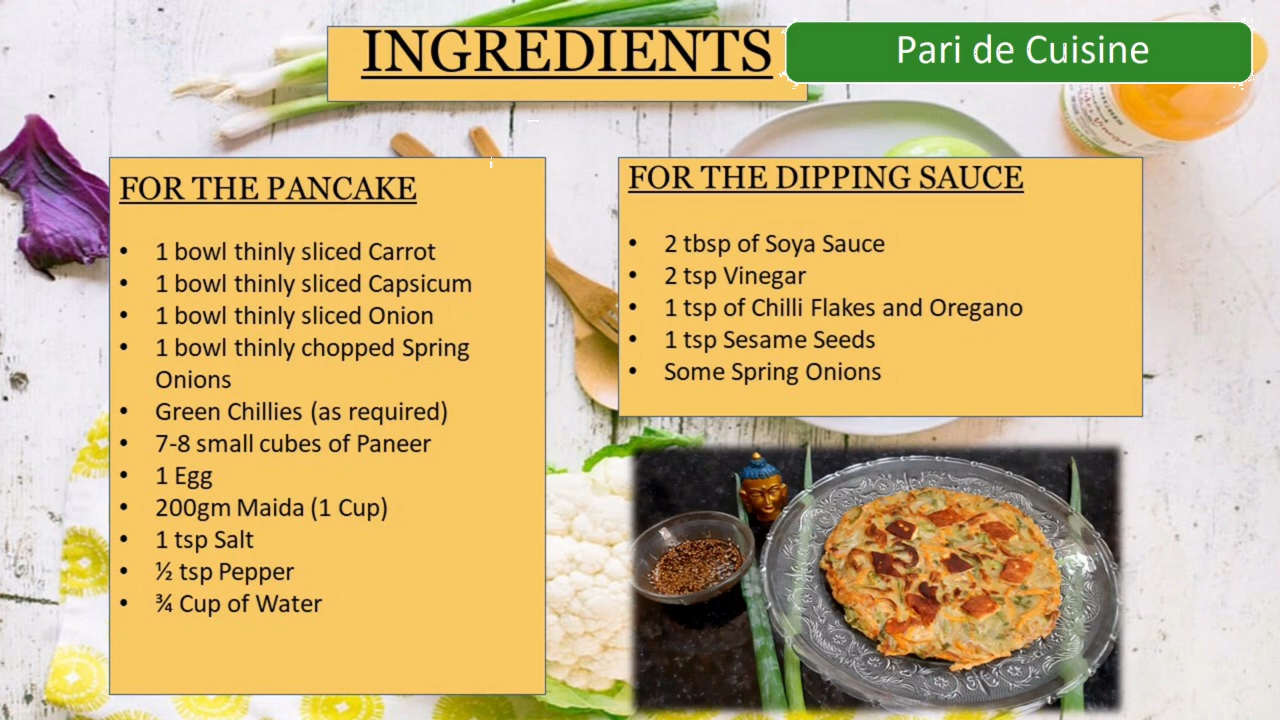 INGREDIENTS
Pari de Cuisine
FOR THE PANCAKE
• 1 bowl thinly sliced Carrot
• 1 bowl thinly sliced Capsicum
• 1 bowl thinly sliced Onion
• 1 bowl thinly chopped Spring
Onions
• Green Chillies (as required)
• 7-8 small cubes of Paneer
• 1 Egg
• 200gm Maida (1 Cup)
• 1 tsp Salt
• ½ tsp Pepper
• ¾ Cup of Water
FOR THE DIPPING SAUCE
• 2 tbsp of Soya Sauce
• 2 tsp Vinegar
• 1 tsp of Chilli Flakes and Oregano
• 1 tsp Sesame Seeds
• Some Spring Onions